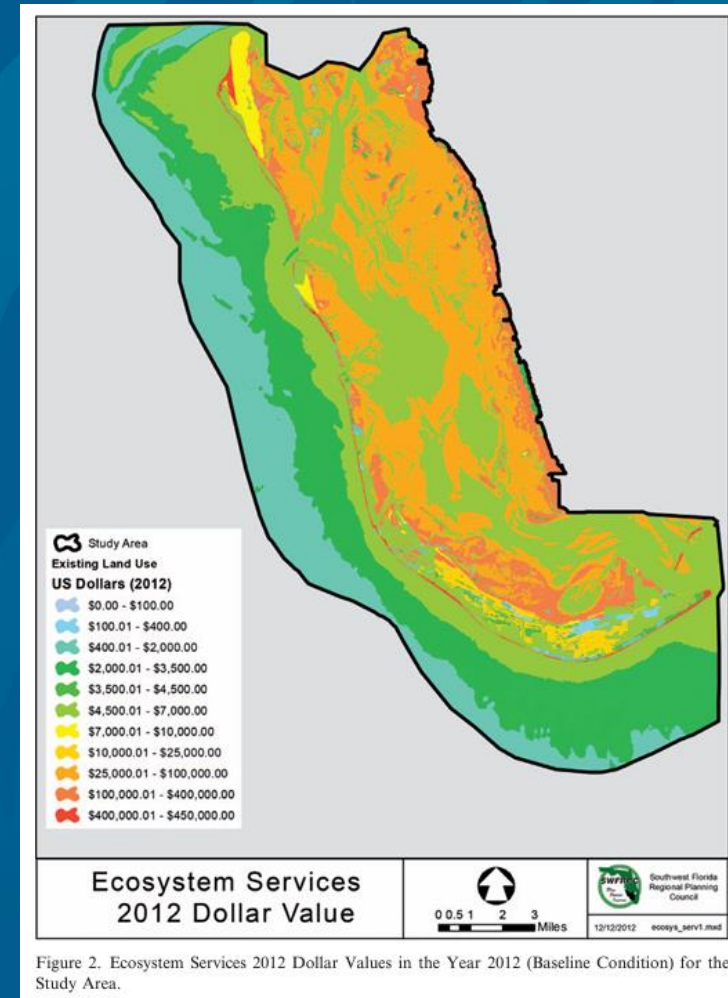 Study Area
Existing Land Use
US Dollars (2012)
$0.00 - $100.00
$100.01 - $400.00
$400.01 - $2,000.00
$2,000.01 - $3,500.00
$3,500.01 - $4,500.00
$4,500.01 - $7,000.00
$7,000.01 - $10,000.00
$10,000.01 - $25,000.00
$25,000.01 - $100,000.00
$100,000.01 - $400,000.00
$400,000.01 - $450,000.00
Ecosystem Services
2012 Dollar Value
0 0.5 1 2 3
Miles
Southwest Florida
Regional Planning
Council
12/12/2012 ecosys_serv1.mxd
Figure 2. Ecosystem Services 2012 Dollar Values in the Year 2012 (Baseline Condition) for the
Study Area.